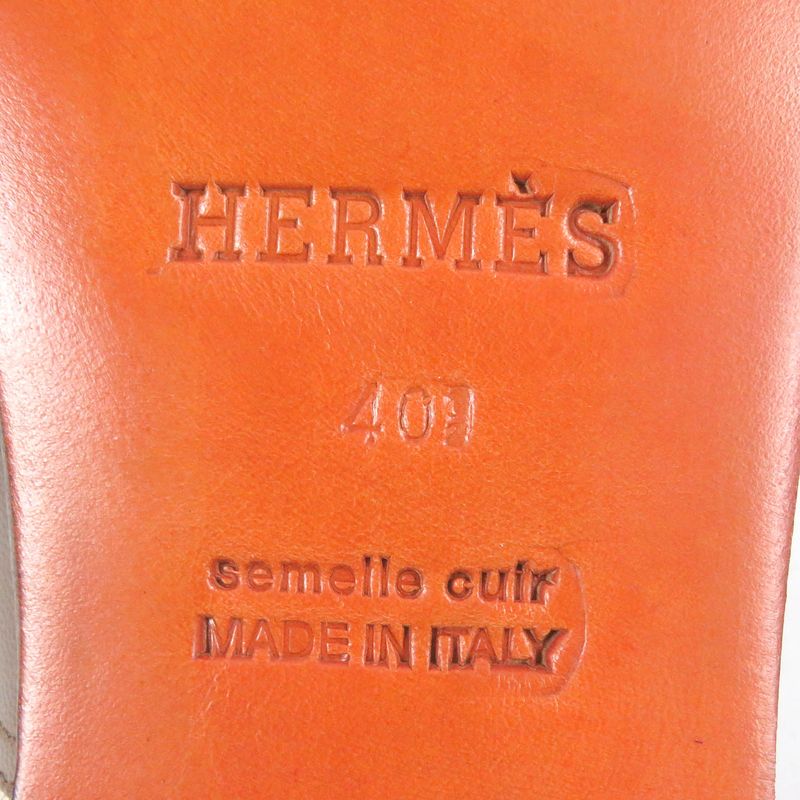 HERMÈS
40
semelle cuir
MADE IN ITALY